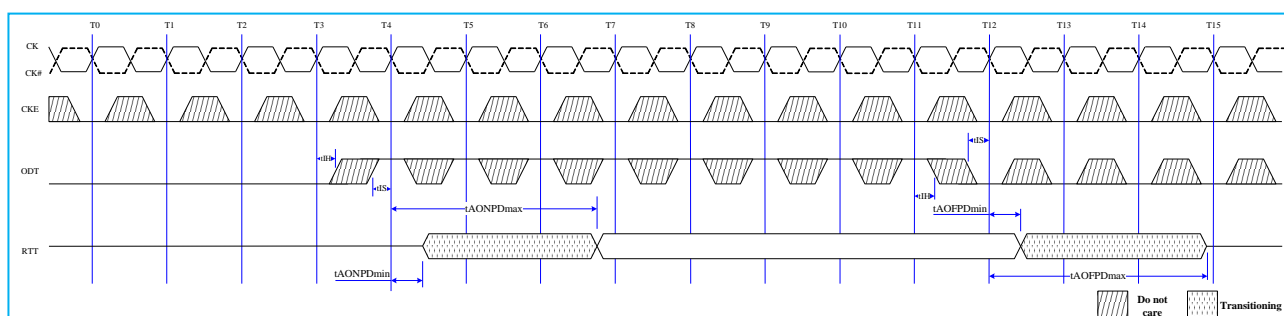 T0 T1 T2 T3 T4 T5 T6 T7 T8 T9 T10 T11 T12 T13 T14 T15
CK
CK#
CKE
tIS
tIH
ODT
tIS
tIH
tAONPDmax
tAOFPDmin
RTT
tAONPDmin
tAOFPDmax
Do not
care
Transitioning